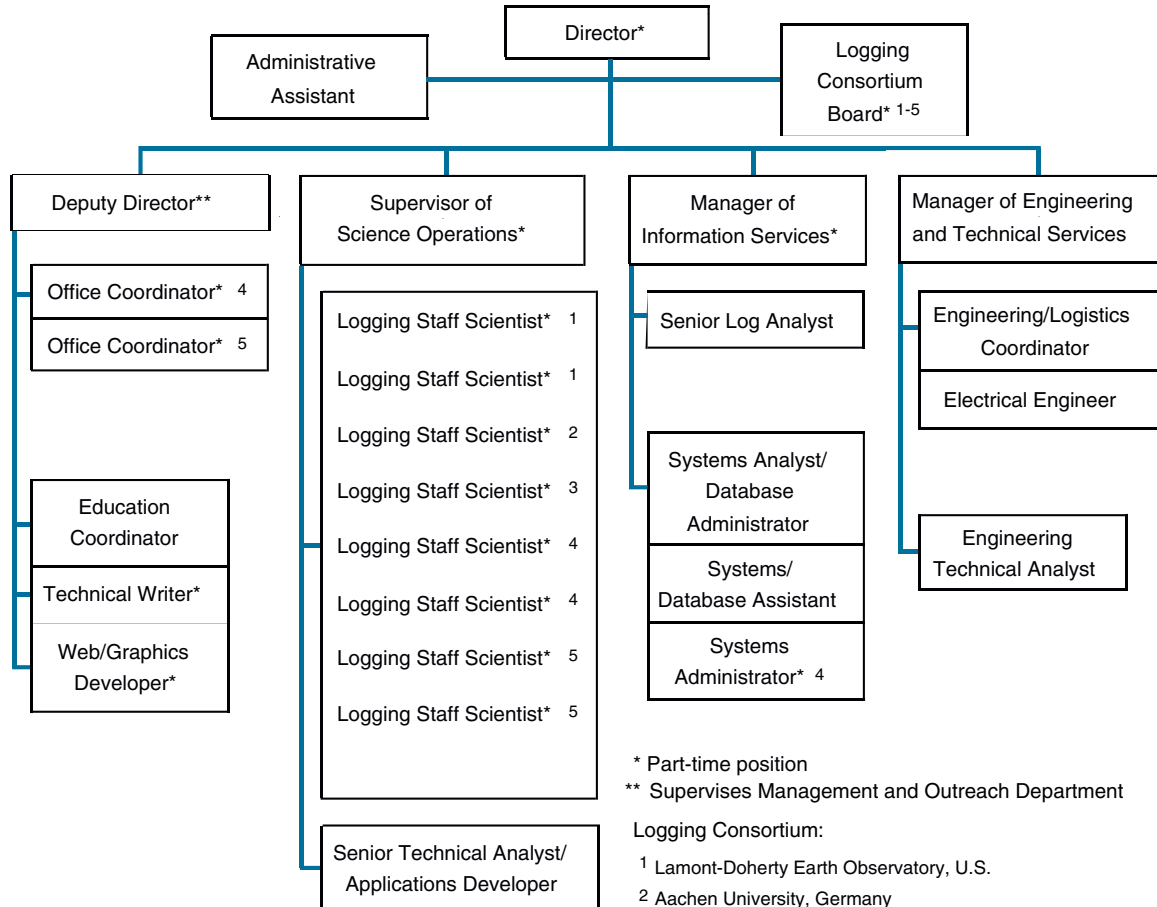 Director*
Administrative
Assistant
Logging
Consortium
Board* 1-5
Deputy Director**
Office Coordinator* 4
Office Coordinator* 5
Education
Coordinator
Technical Writer*
Web/Graphics
Developer*
Supervisor of
Science Operations*
Logging Staff Scientist* 1
Logging Staff Scientist* 1
Logging Staff Scientist* 2
Logging Staff Scientist* 3
Logging Staff Scientist* 4
Logging Staff Scientist* 4
Logging Staff Scientist* 5
Logging Staff Scientist* 5
Senior Technical Analyst/
Applications Developer
Manager of
Information Services*
Senior Log Analyst
Systems Analyst/
Database
Administrator
Systems/
Database Assistant
Systems
Administrator* 4
Manager of Engineering
and Technical Services
Engineering/Logistics
Coordinator
Electrical Engineer
Engineering
Technical Analyst
* Part-time position
** Supervises Management and Outreach Department
Logging Consortium:
1 Lamont-Doherty Earth Observatory, U.S.
2 Aachen University, Germany